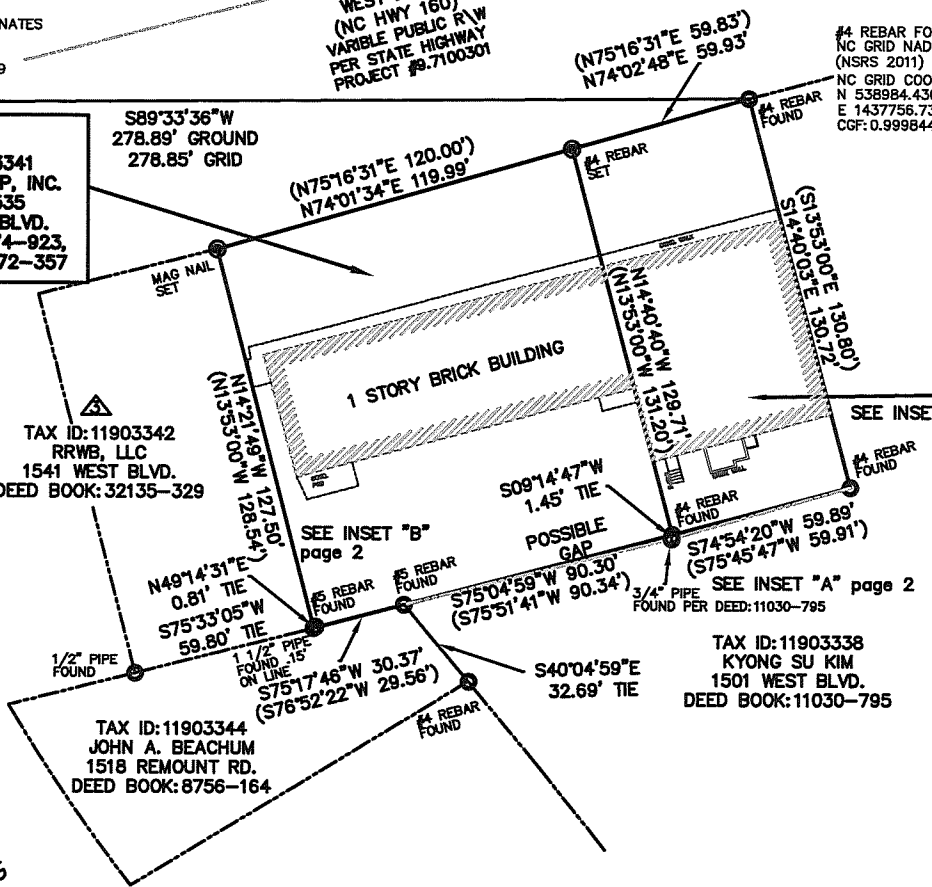 NATES
9
WEST
(NC HWY 160)
VARIBLE PUBLIC R\W
PER STATE HIGHWAY
PROJECT #9.7100301
(N75°16'31"E 59.83')
N74°02'48"E 59.93'
#4 REBAR FO
NC GRID NAD
(NSRS 2011)
NC GRID COO
N 538984.430
E 1437756.73
CGF: 0.999844
#4 REBAR
FOUND
S89°33'36"W
278.89' GROUND
278.85' GRID
3341
P, INC.
535
BLVD.
4-923,
72-357
(N75°16'31"E 120.00')
N74°01'34"E 119.99'
#4 REBAR
SET
MAG NAIL
SET
(S13°53'00"E 130.80')
S14°40'03"E 130.72'
N14°40'40"W 129.71'
(N13°53'00"W 131.20')
1 STORY BRICK BUILDING
3
TAX ID: 11903342
RRWB, LLC
1541 WEST BLVD.
DEED BOOK: 32135-329
N14°21'49"W 127.50'
(N13°53'00"W 128.54')
SEE INSE
#4 REBAR
FOUND
S09°14'47"W
1.45' TIE
#4 REBAR
FOUND
SEE INSET "B"
page 2
POSSIBLE
GAP
S74°54'20"W 59.89'
(S75°45'47"W 59.91')
N49°14'31"E
0.81' TIE
#5 REBAR
FOUND
#5 REBAR
FOUND
S75°04'59"W 90.30'
(S75°51'41"W 90.34')
3/4" PIPE
FOUND PER DEED: 11030-795
SEE INSET "A" page 2
S75°33'05"W
59.80' TIE
1/2" PIPE
FOUND
1 1/2" PIPE
FOUND .15'
ON LINE
S75°17'46"W 30.37'
(S76°52'22"W 29.56')
S40°04'59"E
32.69' TIE
TAX ID: 11903338
KYONG SU KIM
1501 WEST BLVD.
DEED BOOK: 11030-795
#4 REBAR
FOUND
TAX ID: 11903344
JOHN A. BEACHUM
1518 REMOUNT RD.
DEED BOOK: 8756-164